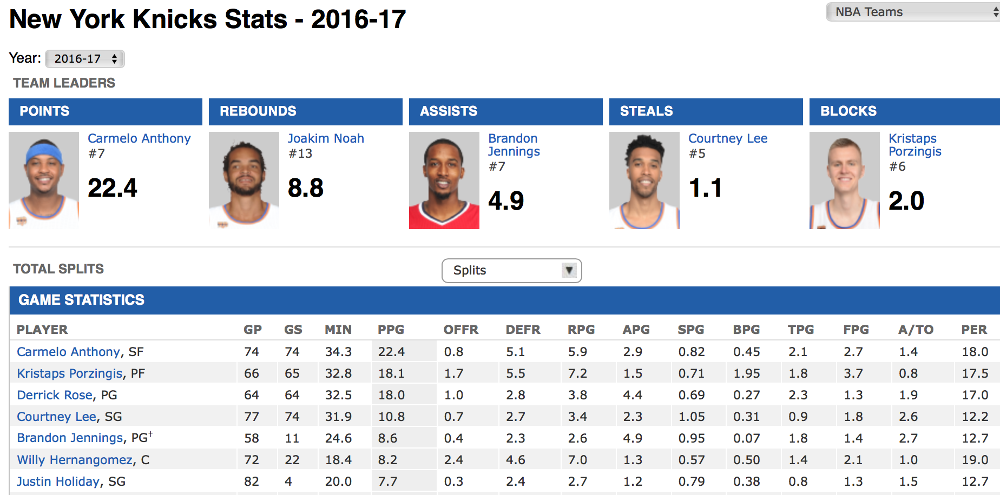 New York Knicks Stats - 2016-17
NBA Teams
Year: 2016-17
TEAM LEADERS
POINTS
Carmelo Anthony
#7
22.4
REBOUNDS
Joakim Noah
#13
8.8
ASSISTS
Brandon
Jennings
#7
4.9
STEALS
Courtney Lee
#5
1.1
BLOCKS
Kristaps
Porzingis
#6
2.0
TOTAL SPLITS
Splits
GAME STATISTICS
PLAYER GP GS MIN PPG OFFR DEFR RPG APG SPG BPG TPG FPG A/TO PER
Carmelo Anthony, SF 74 74 34.3 22.4 0.8 5.1 5.9 2.9 0.82 0.45 2.1 2.7 1.4 18.0
Kristaps Porzingis, PF 66 65 32.8 18.1 1.7 5.5 7.2 1.5 0.71 1.95 1.8 3.7 0.8 17.5
Derrick Rose, PG 64 64 32.5 18.0 1.0 2.8 3.8 4.4 0.69 0.27 2.3 1.3 1.9 17.0
Courtney Lee, SG 77 74 31.9 10.8 0.7 2.7 3.4 2.3 1.05 0.31 0.9 1.8 2.6 12.2
Brandon Jennings, PG† 58 11 24.6 8.6 0.4 2.3 2.6 4.9 0.95 0.07 1.8 1.4 2.7 12.7
Willy Hernangomez, C 72 22 18.4 8.2 2.4 4.6 7.0 1.3 0.57 0.50 1.4 2.1 1.0 19.0
Justin Holiday, SG 82 4 20.0 7.7 0.3 2.4 2.7 1.2 0.79 0.38 0.8 1.3 1.5 12.7